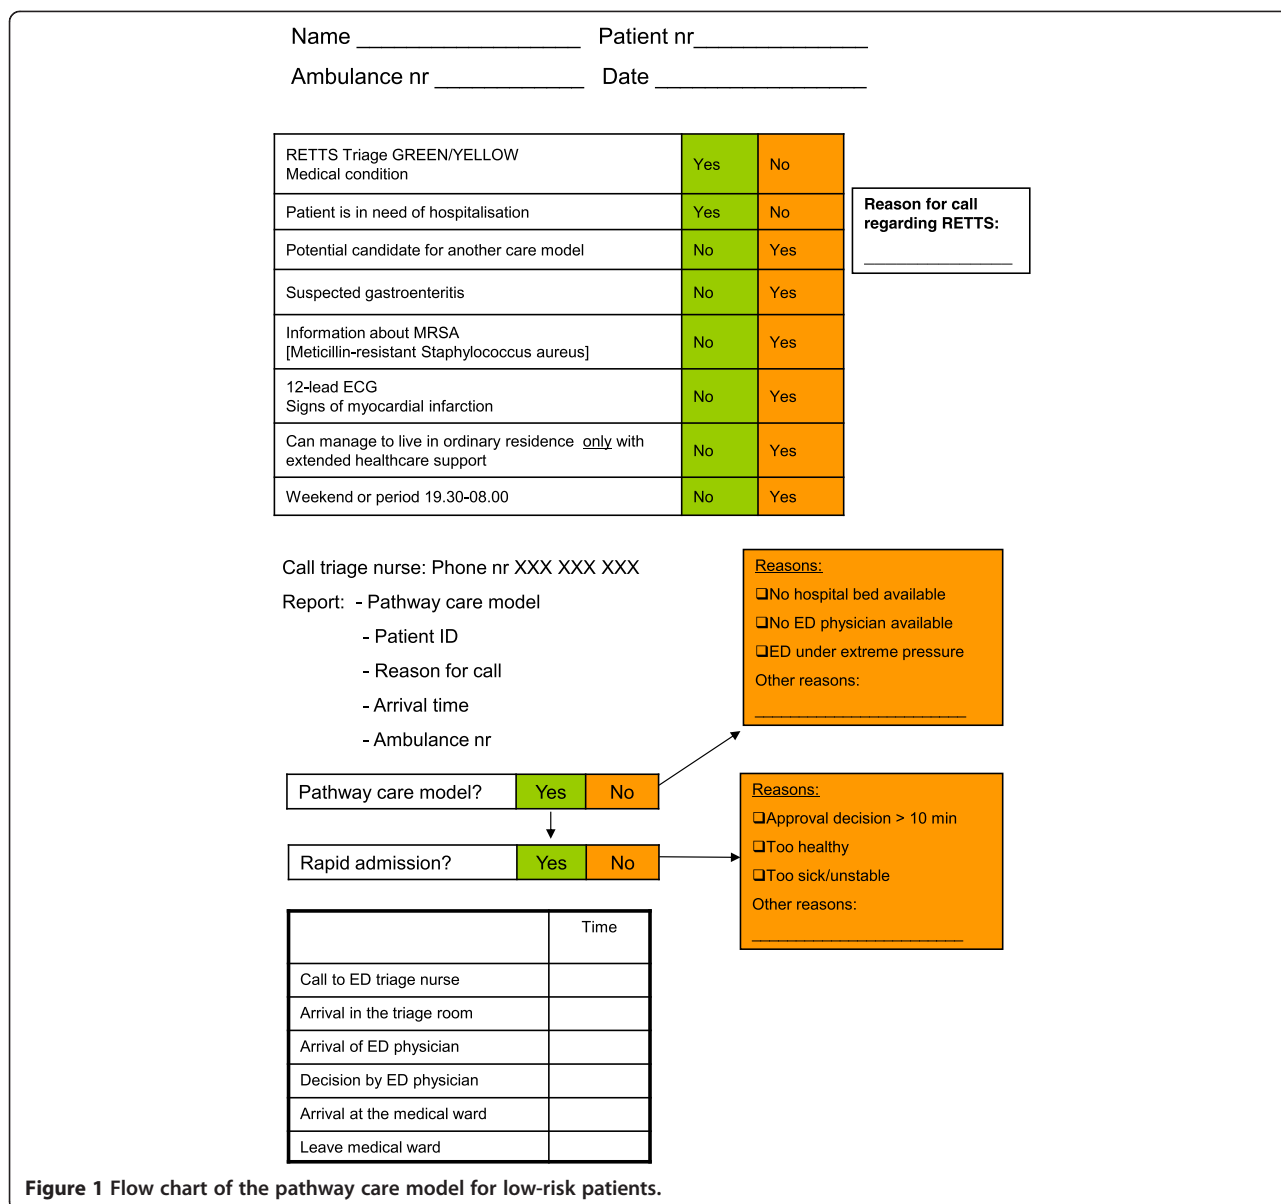 Name __________________ Patient nr______________
Ambulance nr ____________ Date _________________
RETTS Triage GREEN/YELLOW
Medical condition
Yes No
Patient is in need of hospitalisation Yes No
Potential candidate for another care model No Yes
Suspected gastroenteritis No Yes
Information about MRSA
[Meticillin-resistant Staphylococcus aureus]
No Yes
12-lead ECG
Signs of myocardial infarction
No Yes
Can manage to live in ordinary residence only with
extended healthcare support
No Yes
Weekend or period 19.30-08.00 No Yes
Reason for call
regarding RETTS:
_________________
Call triage nurse: Phone nr XXX XXX XXX
Report: - Pathway care model
- Patient ID
- Reason for call
- Arrival time
- Ambulance nr
Reasons:
❑No hospital bed available
❑No ED physician available
❑ED under extreme pressure
Other reasons:
________________________
Pathway care model? Yes No
Rapid admission? Yes No
Reasons:
❑Approval decision > 10 min
❑Too healthy
❑Too sick/unstable
Other reasons:
________________________
Time
Call to ED triage nurse
Arrival in the triage room
Arrival of ED physician
Decision by ED physician
Arrival at the medical ward
Leave medical ward
Figure 1 Flow chart of the pathway care model for low-risk patients.